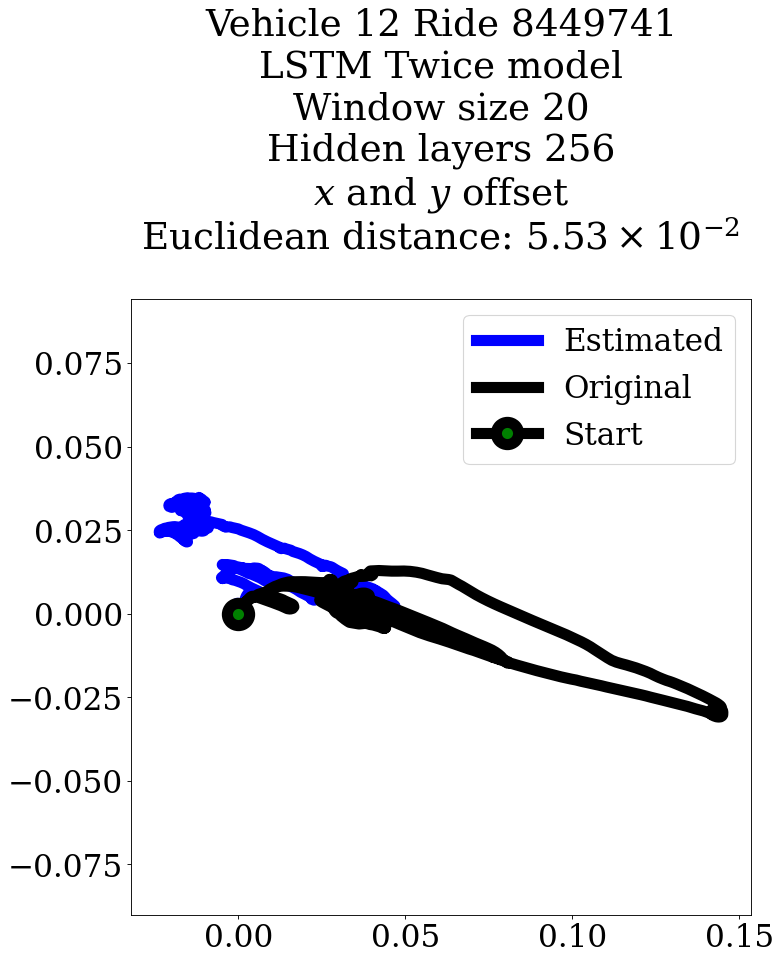 Vehicle 12 Ride 8449741
LSTM Twice model
Window size 20
Hidden layers 256
x and y offset
Euclidean distance: 5.53 × 10⁻²
Estimated
Original
Start
0.075
0.050
0.025
0.000
−0.025
−0.050
−0.075
0.00 0.05 0.10 0.15